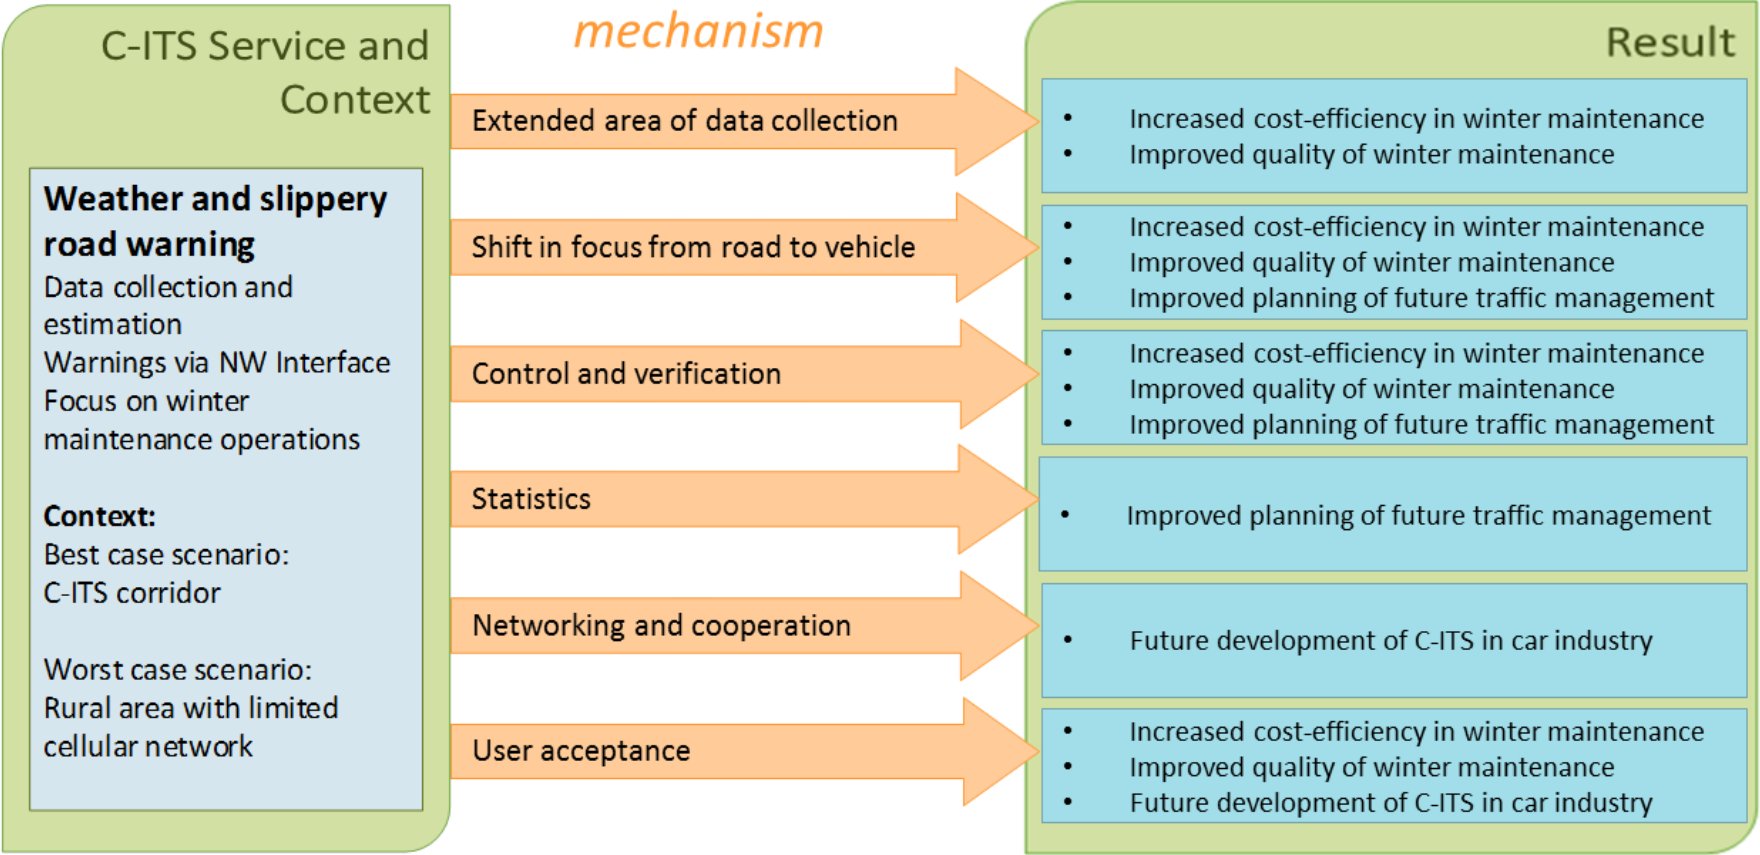 C-ITS Service and
Context
Weather and slippery
road warning
Data collection and
estimation
Warnings via NW Interface
Focus on winter
maintenance operations
Context:
Best case scenario:
C-ITS corridor
Worst case scenario:
Rural area with limited
cellular network
mechanism
Extended area of data collection
Shift in focus from road to vehicle
Control and verification
Statistics
Networking and cooperation
User acceptance
Result
• Increased cost-efficiency in winter maintenance
• Improved quality of winter maintenance
• Increased cost-efficiency in winter maintenance
• Improved quality of winter maintenance
• Improved planning of future traffic management
• Increased cost-efficiency in winter maintenance
• Improved quality of winter maintenance
• Improved planning of future traffic management
• Improved planning of future traffic management
• Future development of C-ITS in car industry
• Increased cost-efficiency in winter maintenance
• Improved quality of winter maintenance
• Future development of C-ITS in car industry